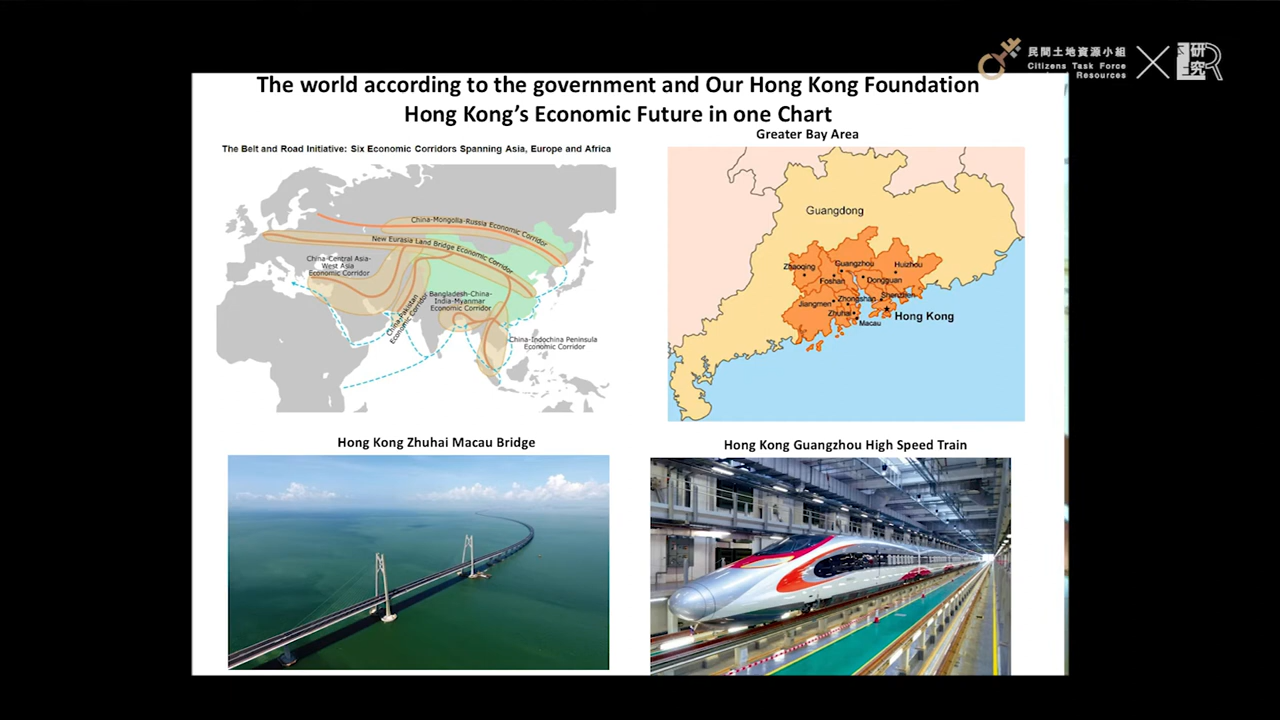 民間土地資源小組
Citizens Task Force
Resources
研
究
The world according to the government and Our Hong Kong Foundation
Hong Kong's Economic Future in one Chart
The Belt and Road Initiative: Six Economic Corridors Spanning Asia, Europe and Africa
China-Mongolia-Russia Economic Corridor
New Eurasia Land Bridge Economic Corridor
China-Central Asia-
West Asia
Economic Corridor
China-Pakistan
Economic Corridor
Bangladesh-China-
India-Myanmar
Economic Corridor
China-Indochina Peninsula
Economic Corridor
Greater Bay Area
Guangdong
Zhaoqing
Guangzhou
Huizhou
Foshan
Dongguan
Jiangmen
Zhongshan
Shenzhen
Zhuhai
Macau
Hong Kong
Hong Kong Zhuhai Macau Bridge
Hong Kong Guangzhou High Speed Train